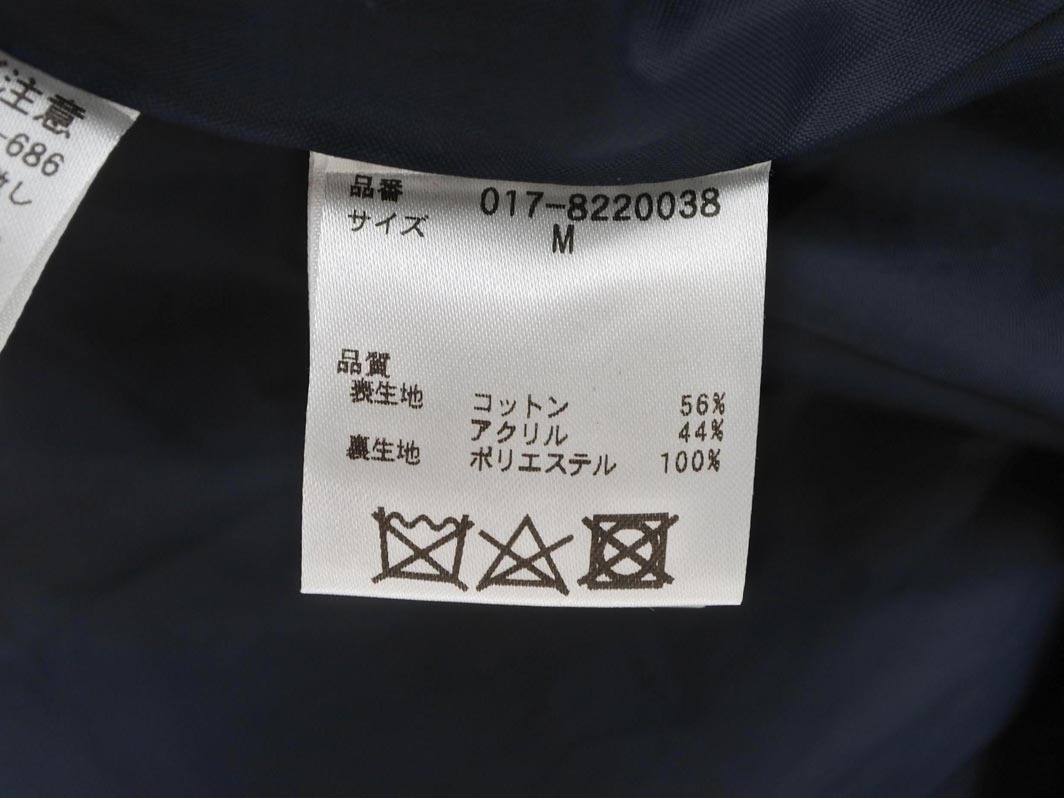 注意
-686
品番 017-8220038
サイズ M
品質
表生地 コットン 56%
アクリル 44%
裏生地 ポリエステル 100%